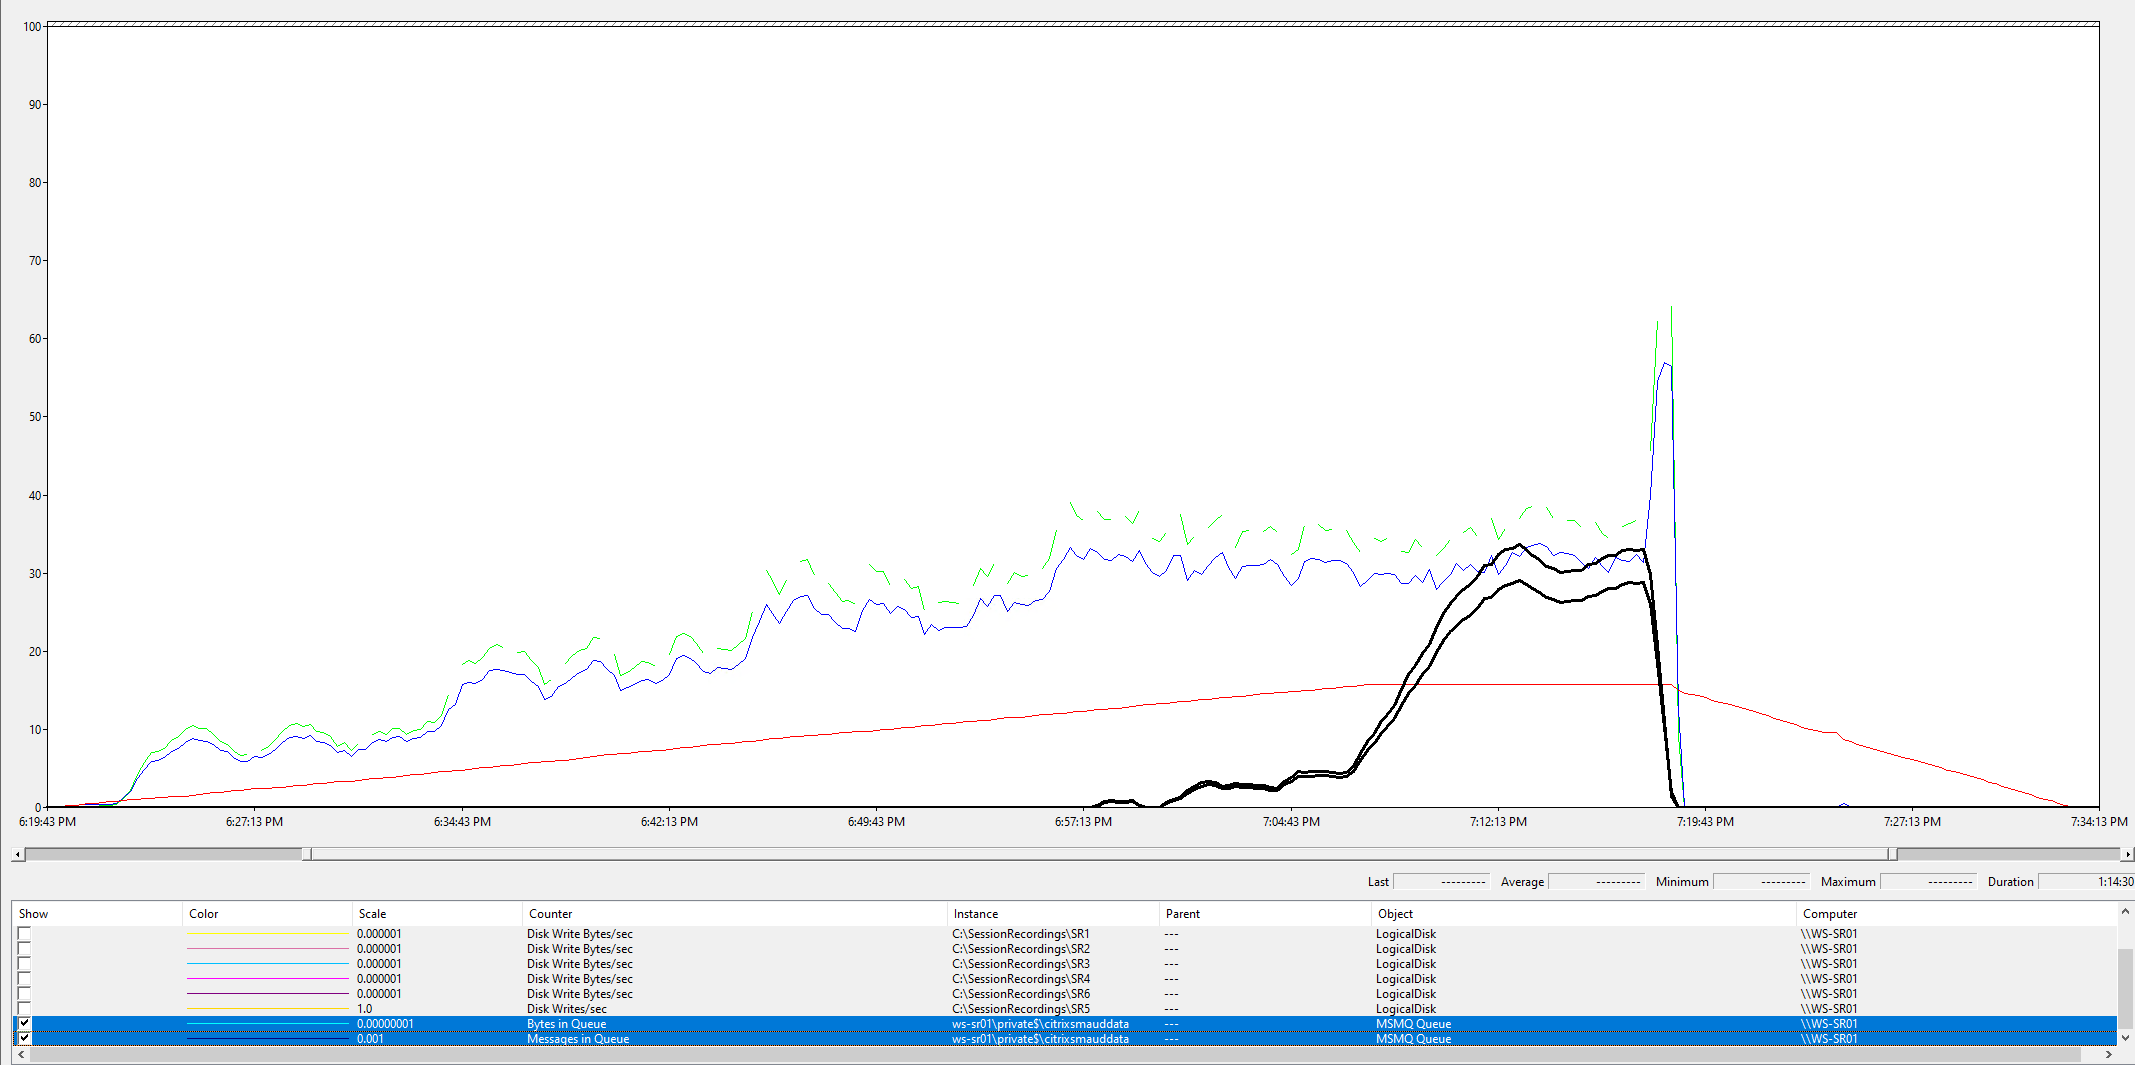 100
90
80
70
60
50
40
30
20
10
0
6:19:43 PM 6:27:13 PM 6:34:43 PM 6:42:13 PM 6:49:43 PM 6:57:13 PM 7:04:43 PM 7:12:13 PM 7:19:43 PM 7:27:13 PM 7:34:13 PM
Last --------- Average --------- Minimum --------- Maximum --------- Duration 1:14:30
Show Color Scale Counter Instance Parent Object Computer
0.000001 Disk Write Bytes/sec C:\SessionRecordings\SR1 --- LogicalDisk \\WS-SR01
0.000001 Disk Write Bytes/sec C:\SessionRecordings\SR2 --- LogicalDisk \\WS-SR01
0.000001 Disk Write Bytes/sec C:\SessionRecordings\SR3 --- LogicalDisk \\WS-SR01
0.000001 Disk Write Bytes/sec C:\SessionRecordings\SR4 --- LogicalDisk \\WS-SR01
0.000001 Disk Write Bytes/sec C:\SessionRecordings\SR6 --- LogicalDisk \\WS-SR01
1.0 Disk Writes/sec C:\SessionRecordings\SR5 --- LogicalDisk \\WS-SR01
0.00000001 Bytes in Queue ws-sr01\private$\citrixsmauddata --- MSMQ Queue \\WS-SR01
0.001 Messages in Queue ws-sr01\private$\citrixsmauddata --- MSMQ Queue \\WS-SR01